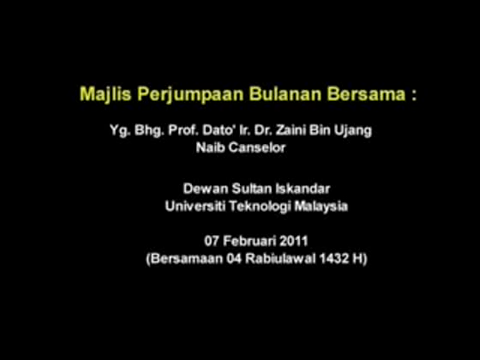 Majlis Perjumpaan Bulanan Bersama :
Yg. Bhg. Prof. Dato' Ir. Dr. Zaini Bin Ujang
Naib Canselor
Dewan Sultan Iskandar
Universiti Teknologi Malaysia
07 Februari 2011
(Bersamaan 04 Rabiulawal 1432 H)